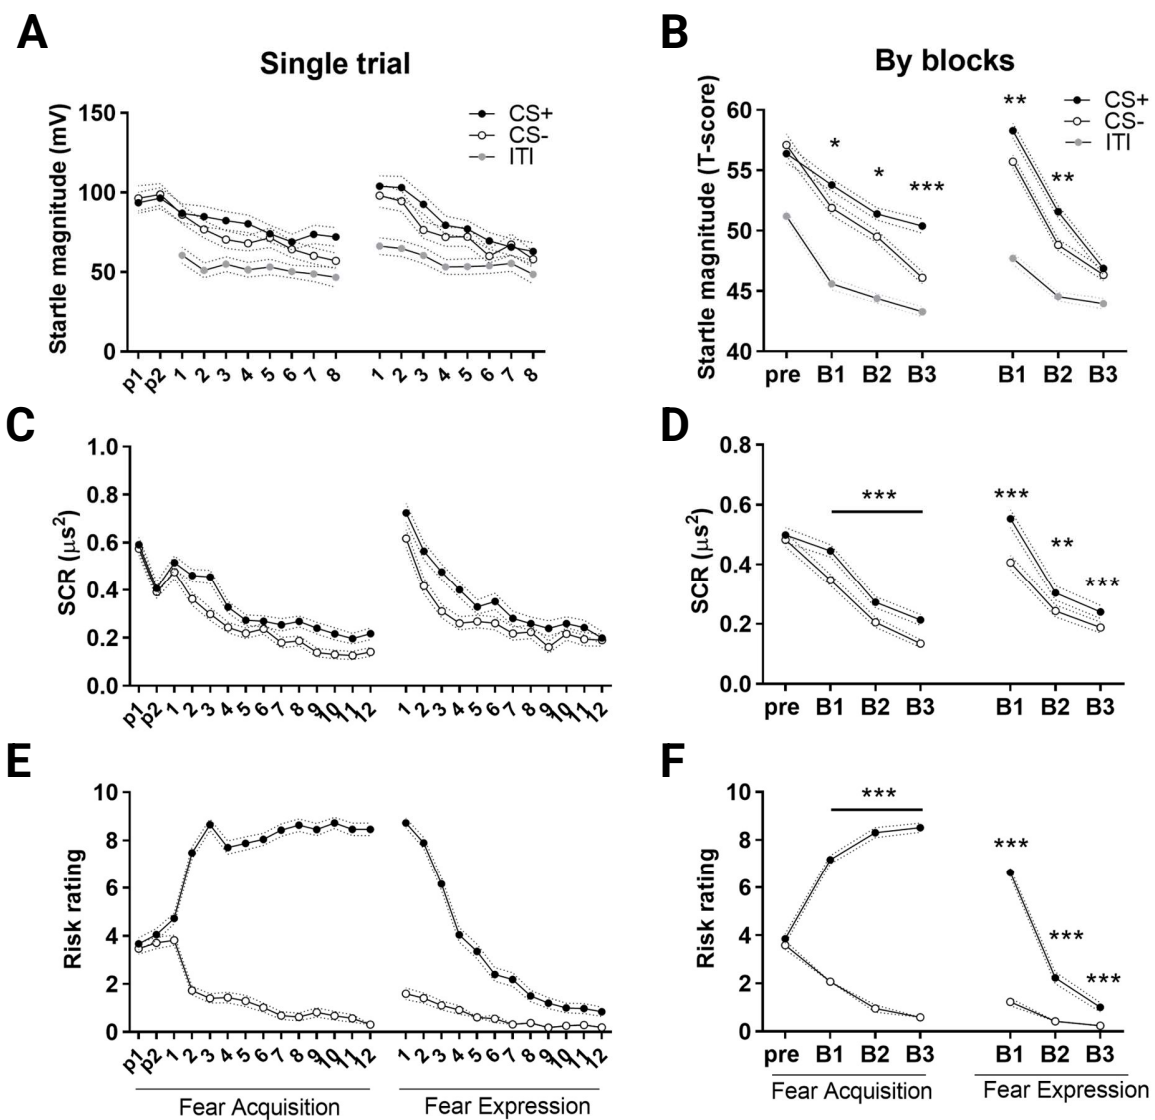 A
Single trial
Startle magnitude (mV)
150
100
50
0
CS+
CS-
ITI
p1 p2 1 2 3 4 5 6 7 8
1 2 3 4 5 6 7 8
B
By blocks
Startle magnitude (T-score)
60
55
50
45
40
* * ***
** **
CS+
CS-
ITI
pre B1 B2 B3
B1 B2 B3
C
SCR (μs²)
1.0
0.8
0.6
0.4
0.2
0.0
p1 p2 1 2 3 4 5 6 7 8 9 10 11 12
1 2 3 4 5 6 7 8 9 10 11 12
D
SCR (μs²)
0.8
0.6
0.4
0.2
0.0
***
*** ** ***
pre B1 B2 B3
B1 B2 B3
E
Risk rating
10
8
6
4
2
0
p1 p2 1 2 3 4 5 6 7 8 9 10 11 12
1 2 3 4 5 6 7 8 9 10 11 12
Fear Acquisition
Fear Expression
F
Risk rating
10
8
6
4
2
0
***
*** *** ***
pre B1 B2 B3
B1 B2 B3
Fear Acquisition
Fear Expression